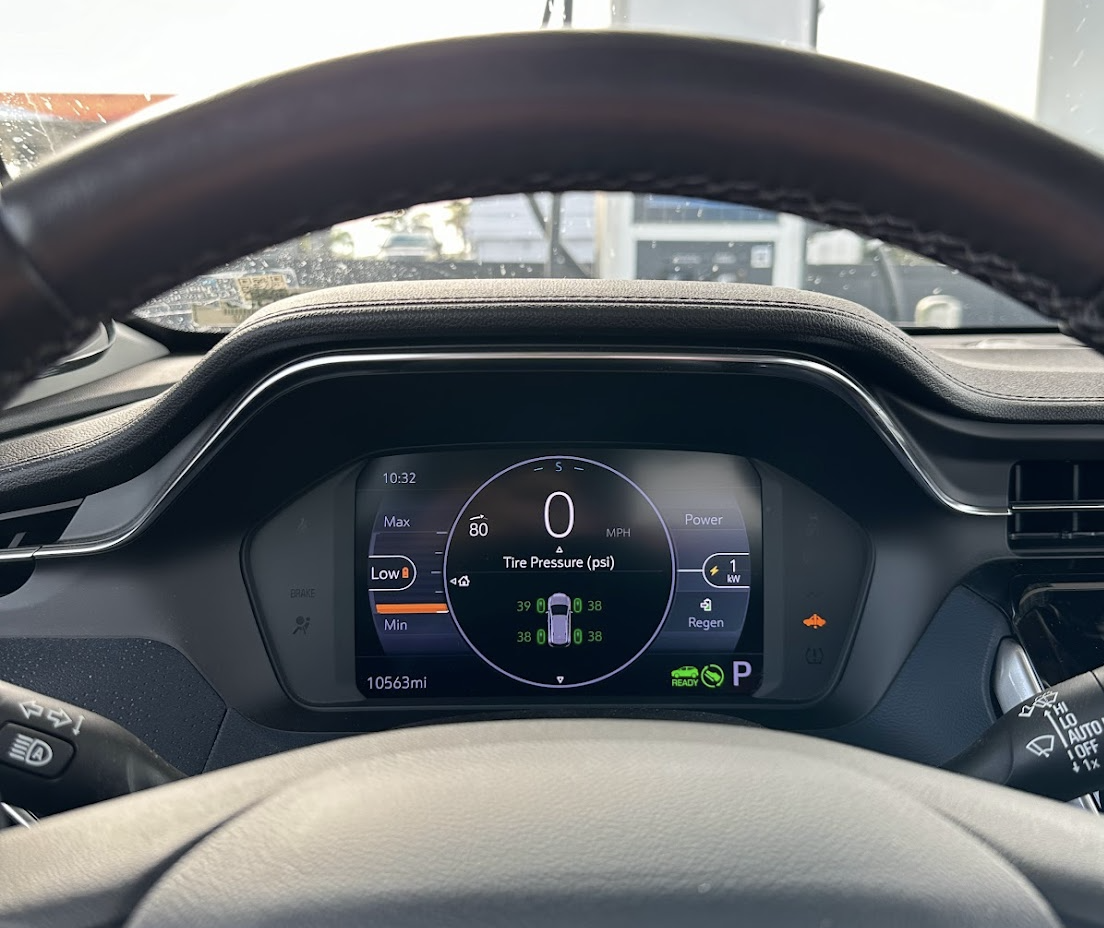 S
10:32
0
80
MPH
Max
Power
Tire Pressure (psi)
Low
1
kW
39 38
BRAKE
Min
Regen
38 38
10563mi
READY
P
A
HI
LO
AUTO
OFF
1x